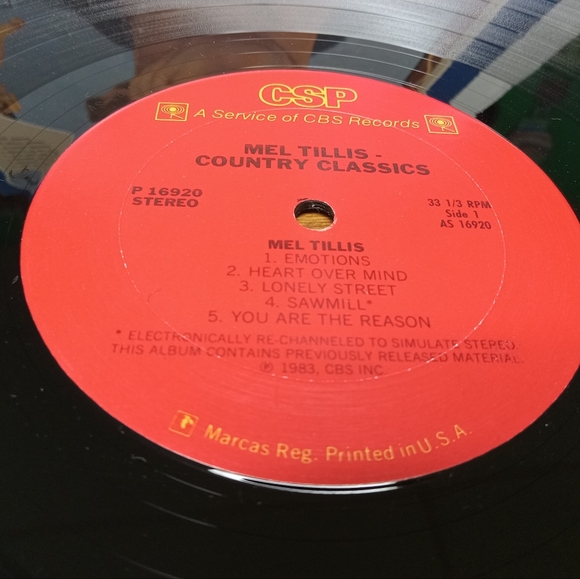 CSP
A Service of CBS Records
MEL TILLIS -
COUNTRY CLASSICS
P 16920
STEREO
33 1/3 RPM
Side 1
AS 16920
MEL TILLIS
1. EMOTIONS
2. HEART OVER MIND
3. LONELY STREET
4. SAWMILL*
5. YOU ARE THE REASON
* ELECTRONICALLY RE-CHANNELED TO SIMULATE STEREO.
THIS ALBUM CONTAINS PREVIOUSLY RELEASED MATERIAL.
℗ 1983, CBS INC.
Marcas Reg. Printed in U.S.A.